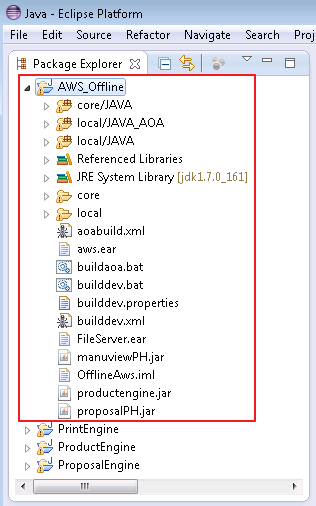 Java - Eclipse Platform
File Edit Source Refactor Navigate Search Proj
Package Explorer
AWS_Offline
core/JAVA
local/JAVA_AOA
local/JAVA
Referenced Libraries
JRE System Library [jdk1.7.0_161]
core
local
aoabuild.xml
aws.ear
buildaoa.bat
builddev.bat
builddev.properties
builddev.xml
FileServer.ear
manuviewPH.jar
OfflineAws.iml
productengine.jar
proposalPH.jar
PrintEngine
ProductEngine
ProposalEngine